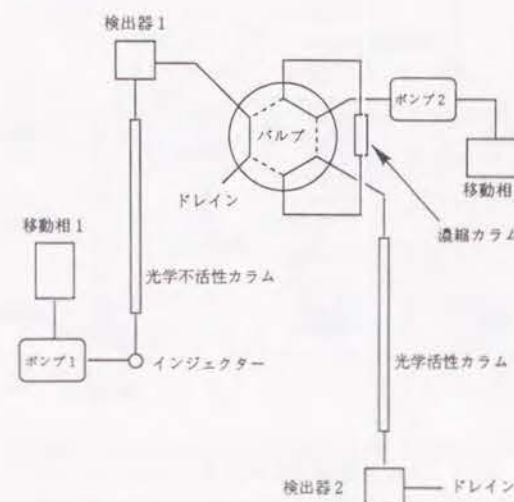 検出器1
バルブ
ポンプ2
ドレイン
移動相
移動相1
濃縮カラム
光学不活性カラム
ポンプ1
インジェクター
光学活性カラム
検出器2
ドレイン